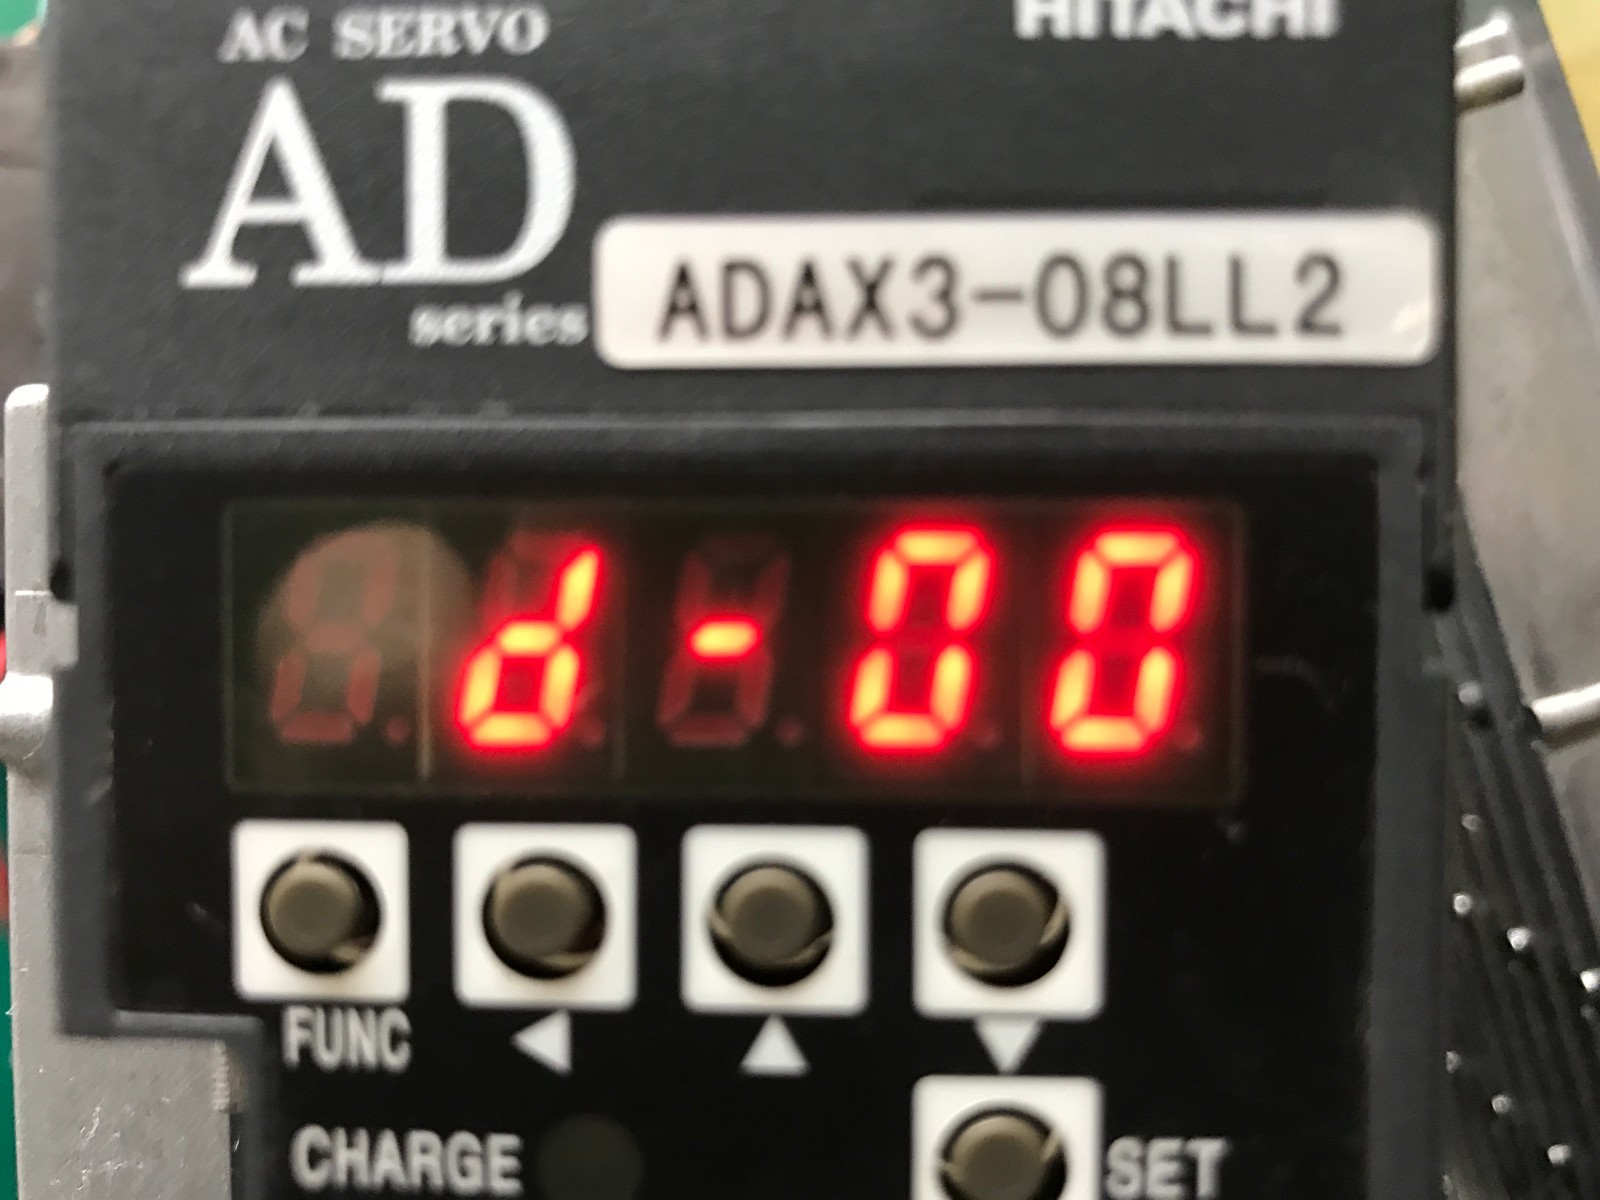 AC SERVO
HITACHI
AD
series
ADAX3-08LL2
d-00
FUNC
CHARGE
SET